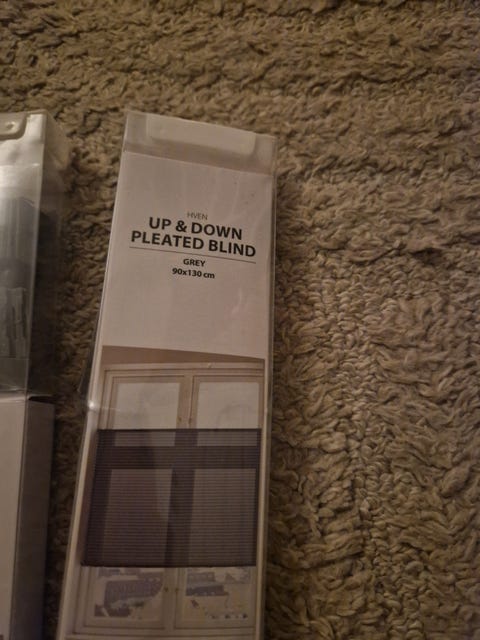 HVEN
UP & DOWN
PLEATED BLIND
GREY
90x130 cm